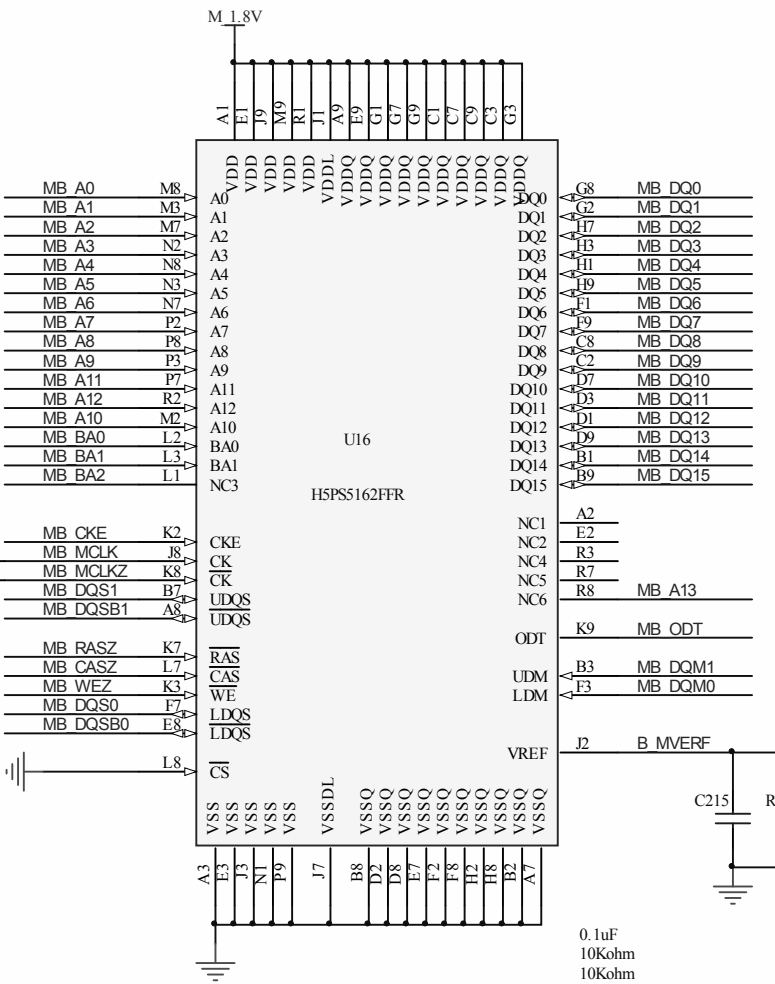 M_1.8V
A1 E1 J9 M9 R1 J1 A9 E9 G1 G7 G9 C1 C7 C9 C3 G3
VDD VDD VDD VDD VDD VDDL VDDQ VDDQ VDDQ VDDQ VDDQ VDDQ VDDQ VDDQ VDDQ VDDQ
MB_A0 M8 A0 DQ0 G8 MB_DQ0
MB_A1 M3 A1 DQ1 G2 MB_DQ1
MB_A2 M7 A2 DQ2 H7 MB_DQ2
MB_A3 N2 A3 DQ3 H3 MB_DQ3
MB_A4 N8 A4 DQ4 H1 MB_DQ4
MB_A5 N3 A5 DQ5 H9 MB_DQ5
MB_A6 N7 A6 DQ6 F1 MB_DQ6
MB_A7 P2 A7 DQ7 F9 MB_DQ7
MB_A8 P8 A8 DQ8 C8 MB_DQ8
MB_A9 P3 A9 DQ9 C2 MB_DQ9
MB_A11 P7 A11 DQ10 D7 MB_DQ10
MB_A12 R2 A12 DQ11 D3 MB_DQ11
MB_A10 M2 A10 DQ12 D1 MB_DQ12
MB_BA0 L2 BA0 DQ13 D9 MB_DQ13
MB_BA1 L3 BA1 DQ14 B1 MB_DQ14
MB_BA2 L1 NC3 DQ15 B9 MB_DQ15
U16
H5PS5162FFR
NC1 A2
MB_CKE K2 CKE NC2 E2
MB_MCLK J8 CK NC4 R3
MB_MCLKZ K8 CK NC5 R7
MB_DQS1 B7 UDQS NC6 R8 MB_A13
MB_DQSB1 A8 UDQS
ODT K9 MB_ODT
MB_RASZ K7 RAS
MB_CASZ L7 CAS UDM B3 MB_DQM1
MB_WEZ K3 WE LDM F3 MB_DQM0
MB_DQS0 F7 LDQS
MB_DQSB0 E8 LDQS
VREF J2 B_MVERF
L8 CS
C215 R
VSS VSS VSS VSS VSS VSSDL VSSQ VSSQ VSSQ VSSQ VSSQ VSSQ VSSQ VSSQ VSSQ VSSQ
A3 E3 J3 N1 P9 J7 B8 D2 D8 E7 F2 F8 H2 H8 B2 A7
0.1uF
10Kohm
10Kohm